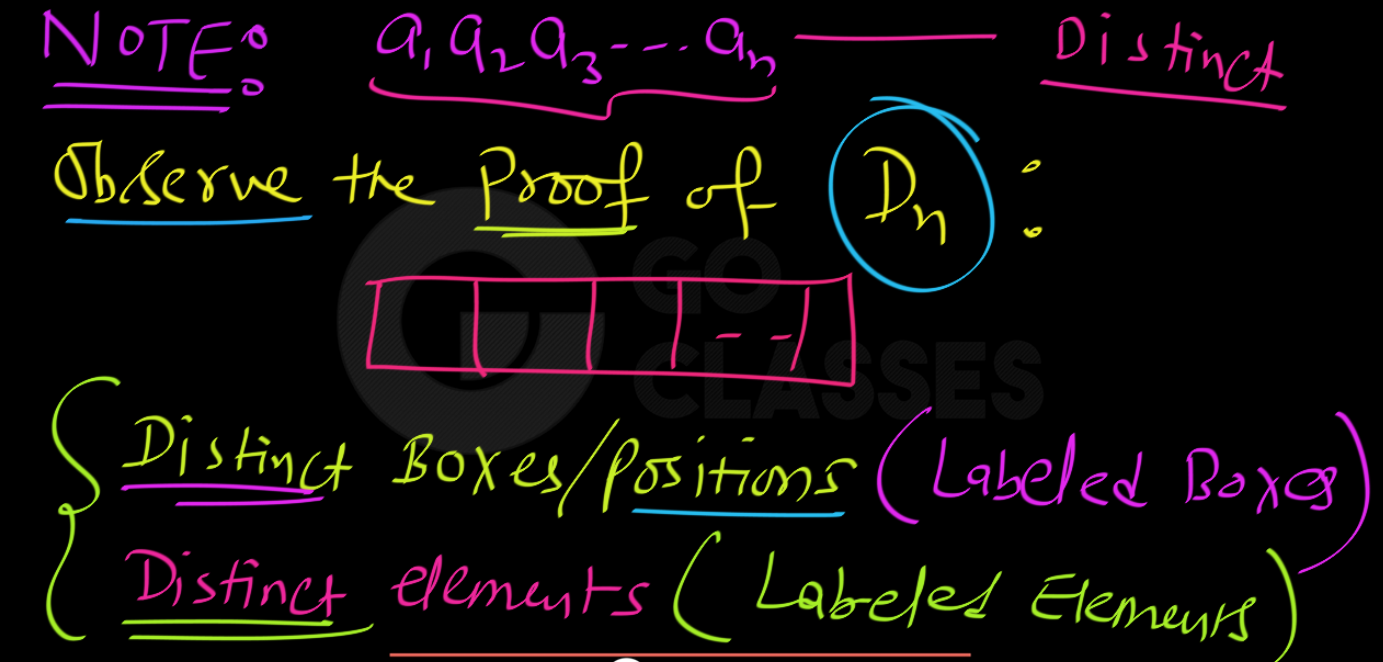 NOTE: a₁ a₂ a₃ --- aₙ — Distinct
Observe the Proof of Dₙ :
GO
CLASSES
- -
Distinct Boxes/Positions (Labeled Boxes)
Distinct elements (Labeled Elements)